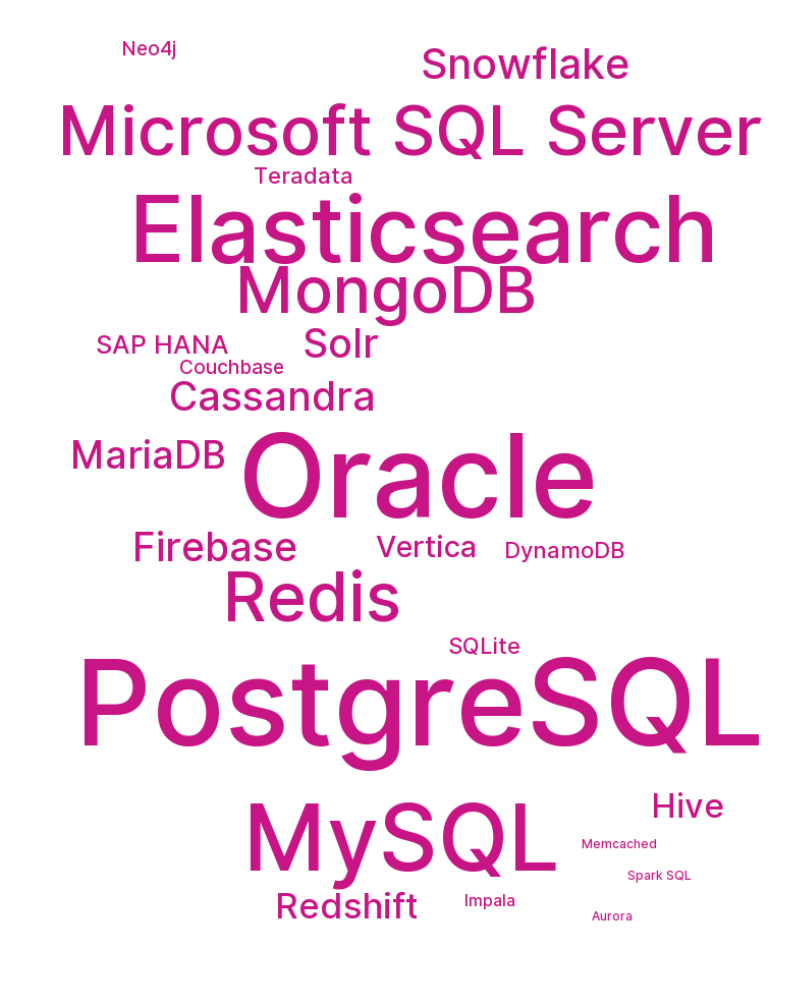 Neo4j
Snowflake
Microsoft SQL Server
Teradata
Elasticsearch
MongoDB
SAP HANA
Solr
Couchbase
Cassandra
MariaDB
Oracle
Firebase
Vertica
DynamoDB
Redis
SQLite
PostgreSQL
Hive
MySQL
Memcached
Spark SQL
Redshift
Impala
Aurora